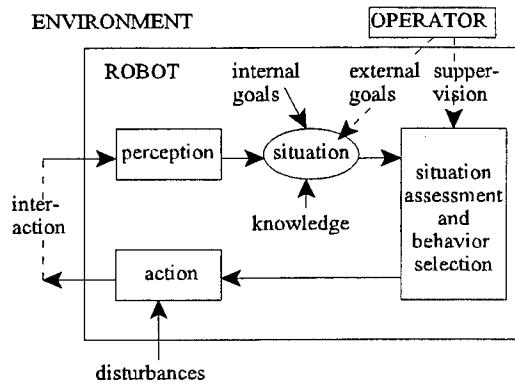 ENVIRONMENT
OPERATOR
ROBOT
internal
goals
external
goals
supper-
vision
perception
situation
situation
assessment
and
behavior
selection
inter-
action
knowledge
action
disturbances